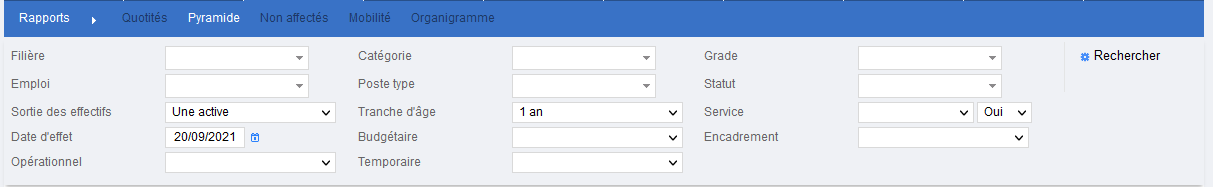 Rapports Quotités Pyramide Non affectés Mobilité Organigramme
Filière Catégorie Grade Rechercher
Emploi Poste type Statut
Sortie des effectifs Une active Tranche d'âge 1 an Service Oui
Date d'effet 20/09/2021 Budgétaire Encadrement
Opérationnel Temporaire